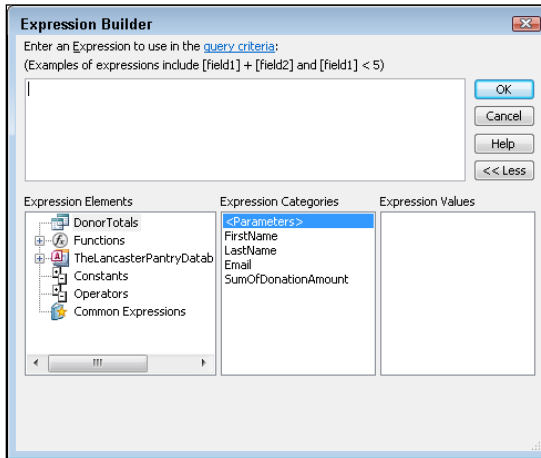 Expression Builder
Enter an Expression to use in the query criteria:
(Examples of expressions include [field1] + [field2] and [field1] < 5)
OK
Cancel
Help
<< Less
Expression Elements
DonorTotals
Functions
TheLancasterPantryDatab
Constants
Operators
Common Expressions
Expression Categories
<Parameters>
FirstName
LastName
Email
SumOfDonationAmount
Expression Values